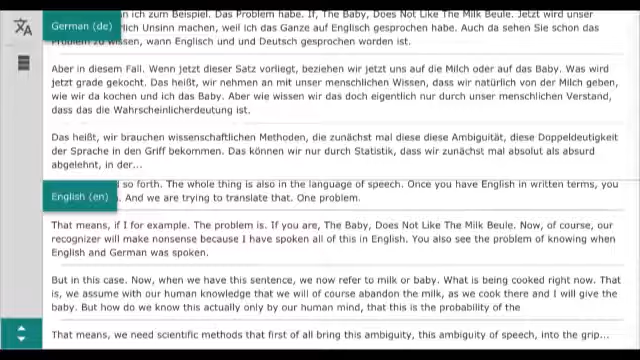 German (de)
n ich zum Beispiel. Das Problem habe. If, The Baby, Does Not Like The Milk Beule. Jetzt wird unser
rlich Unsinn machen, weil ich das Ganze auf Englisch gesprochen habe. Auch da sehen Sie schon das
Problem zu wissen, wann Englisch und und Deutsch gesprochen worden ist.
Aber in diesem Fall. Wenn jetzt dieser Satz vorliegt, beziehen wir jetzt uns auf die Milch oder auf das Baby. Was wird
jetzt grade gekocht. Das heißt, wir nehmen an mit unser menschlichen Wissen, dass wir natürlich von der Milch geben,
wie wir da kochen und ich das Baby. Aber wie wissen wir das doch eigentlich nur durch unser menschlichen Verstand,
dass das die Wahrscheinlicherdeutung ist.
Das heißt, wir brauchen wissenschaftlichen Methoden, die zunächst mal diese diese Ambiguität, diese Doppeldeutigkeit
der Sprache in den Griff bekommen. Das können wir nur durch Statistik, dass wir zunächst mal absolut als absurd
abgelehnt, in der...
English (en)
so forth. The whole thing is also in the language of speech. Once you have English in written terms, you
. And we are trying to translate that. One problem.
That means, if I for example. The problem is. If you are, The Baby, Does Not Like The Milk Beule. Now, of course, our
recognizer will make nonsense because I have spoken all of this in English. You also see the problem of knowing when
English and German was spoken.
But in this case. Now, when we have this sentence, we now refer to milk or baby. What is being cooked right now. That
is, we assume with our human knowledge that we will of course abandon the milk, as we cook there and I will give the
baby. But how do we know this actually only by our human mind, that this is the probability of the
That means, we need scientific methods that first of all bring this ambiguity, this ambiguity of speech, into the grip...